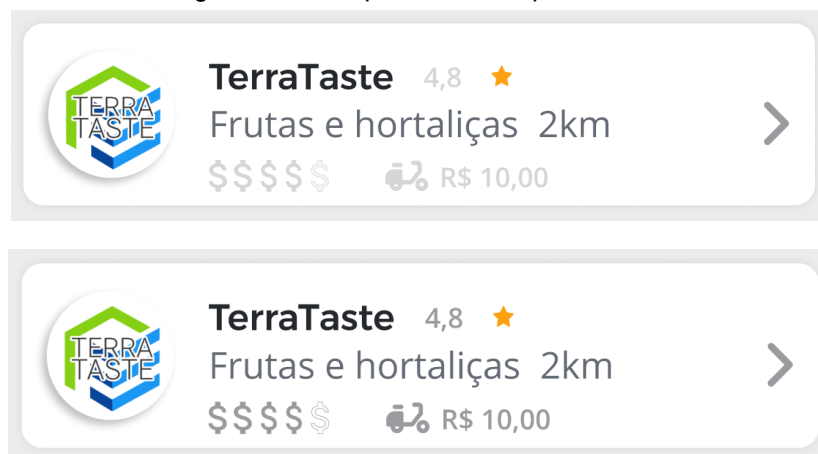 TERRA
TASTE
TerraTaste 4,8
Frutas e hortaliças 2km
$$$$$ R$ 10,00
TERRA
TASTE
TerraTaste 4,8
Frutas e hortaliças 2km
$$$$$ R$ 10,00